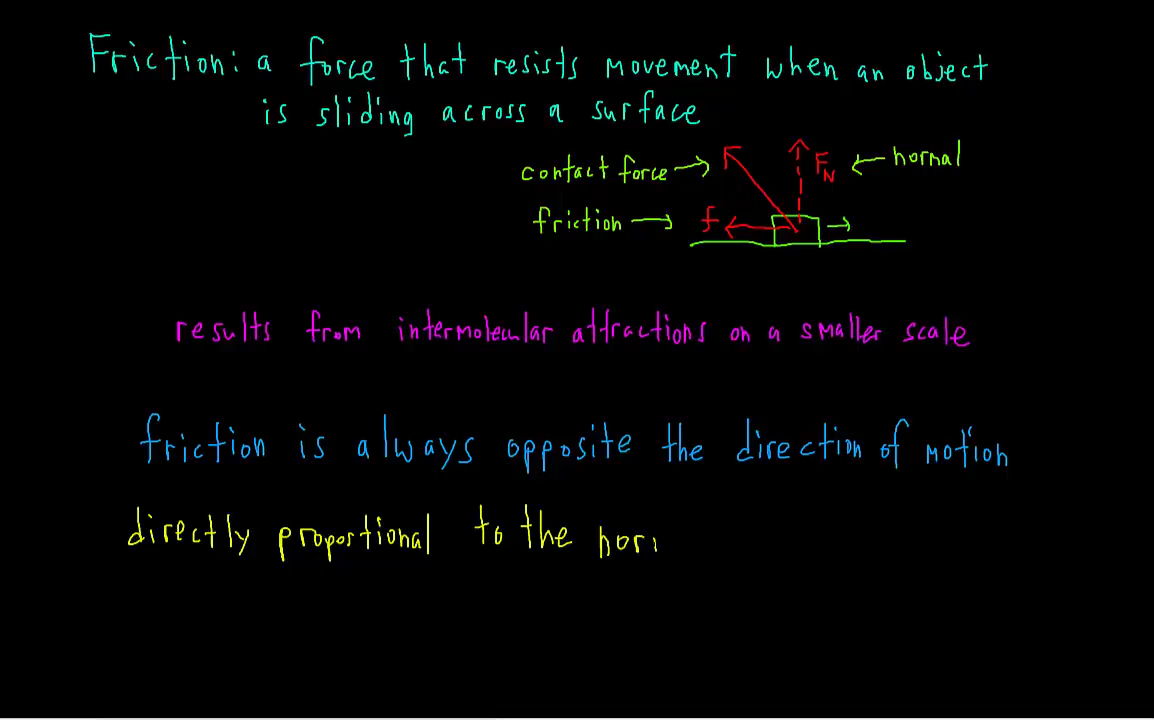 Friction: a force that resists movement when an object
is sliding across a surface
contact force → F_N ← normal
friction → f →
results from intermolecular attractions on a smaller scale
friction is always opposite the direction of motion
directly proportional to the nor